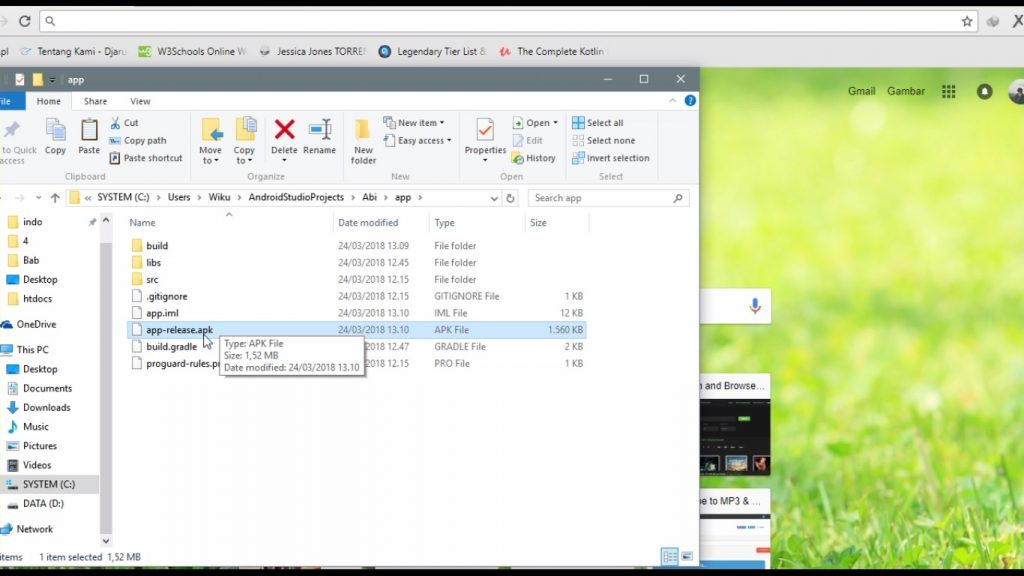 pl Tentang Kami - Djaru W3Schools Online W Jessica Jones TORRE Legendary Tier List & The Complete Kotlin
app
File Home Share View
Gmail Gambar
to Quick access
Copy
Paste
Cut
Copy path
Paste shortcut
Move to
Copy to
Delete
Rename
New folder
New item
Easy access
Properties
Open
Edit
History
Select all
Select none
Invert selection
Clipboard Organize New Open Select
« SYSTEM (C:) › Users › Wiku › AndroidStudioProjects › Abi › app ›
Search app
Name Date modified Type Size
build 24/03/2018 13.09 File folder
libs 24/03/2018 12.45 File folder
src 24/03/2018 12.15 File folder
.gitignore 24/03/2018 12.15 GITIGNORE File 1 KB
app.iml 24/03/2018 13.10 IML File 12 KB
app-release.apk 24/03/2018 13.10 APK File 1.560 KB
build.gradle 12.47 GRADLE File 2 KB
proguard-rules.pr 12.15 PRO File 1 KB
Type: APK File
Size: 1,52 MB
Date modified: 24/03/2018 13.10
indo
4
Bab
Desktop
htdocs
OneDrive
This PC
Desktop
Documents
Downloads
Music
Pictures
Videos
SYSTEM (C:)
DATA (D:)
Network
items 1 item selected 1,52 MB
n and Browse...
e to MP3 & ...